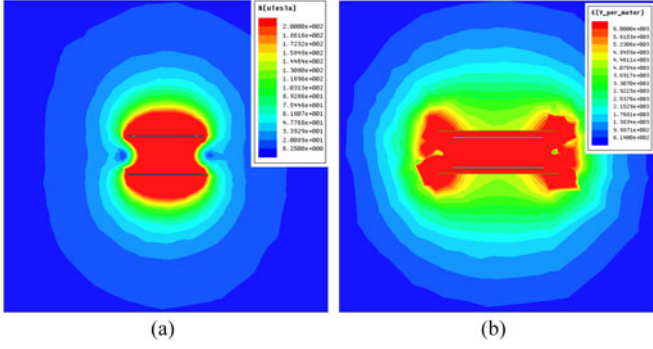 B[uTesla]
2.0000e+002
1.8616e+002
1.7232e+002
1.5848e+002
1.4464e+002
1.3080e+002
1.1696e+002
1.0313e+002
8.9286e+001
7.5446e+001
6.1607e+001
4.7768e+001
3.3929e+001
2.0089e+001
6.2500e+000
E[V_per_meter]
6.0000e+003
5.6153e+003
5.2306e+003
4.8459e+003
4.4611e+003
4.0764e+003
3.6917e+003
3.3070e+003
2.9223e+003
2.5376e+003
2.1529e+003
1.7681e+003
1.3834e+003
9.9871e+002
6.1400e+002
(a)
(b)